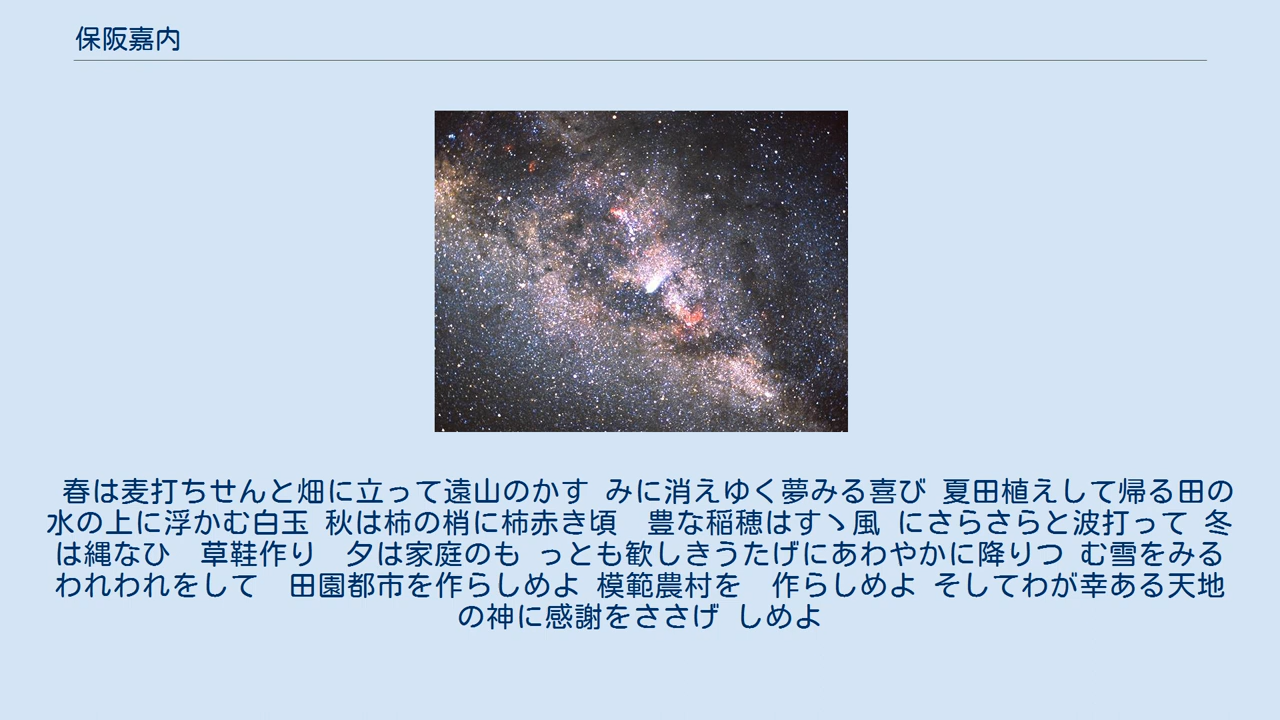 保阪嘉内
春は麦打ちせんと畑に立って遠山のかす みに消えゆく夢みる喜び 夏田植えして帰る田の
水の上に浮かむ白玉 秋は柿の梢に柿赤き頃　豊な稲穂はすゝ風 にさらさらと波打って 冬
は縄なひ　草鞋作り　夕は家庭のも っとも歓しきうたげにあわやかに降りつ む雪をみる
われわれをして　田園都市を作らしめよ 模範農村を　作らしめよ そしてわが幸ある天地
の神に感謝をささげ しめよ